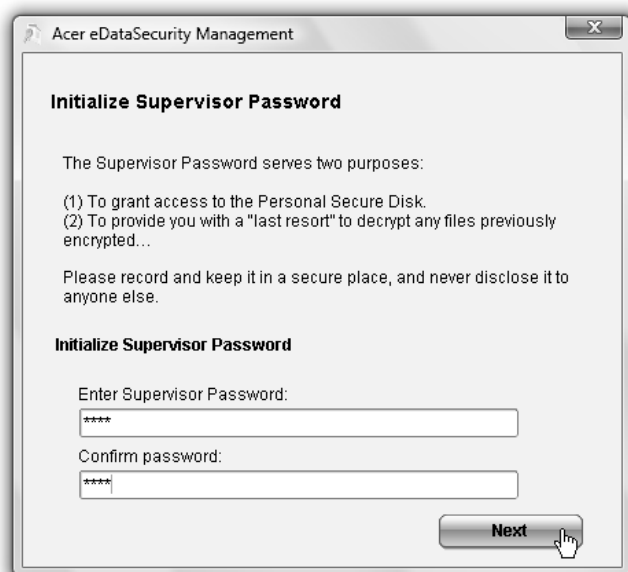 Acer eDataSecurity Management
Initialize Supervisor Password
The Supervisor Password serves two purposes:
(1) To grant access to the Personal Secure Disk.
(2) To provide you with a "last resort" to decrypt any files previously
encrypted...
Please record and keep it in a secure place, and never disclose it to
anyone else.
Initialize Supervisor Password
Enter Supervisor Password:
****
Confirm password:
****
Next